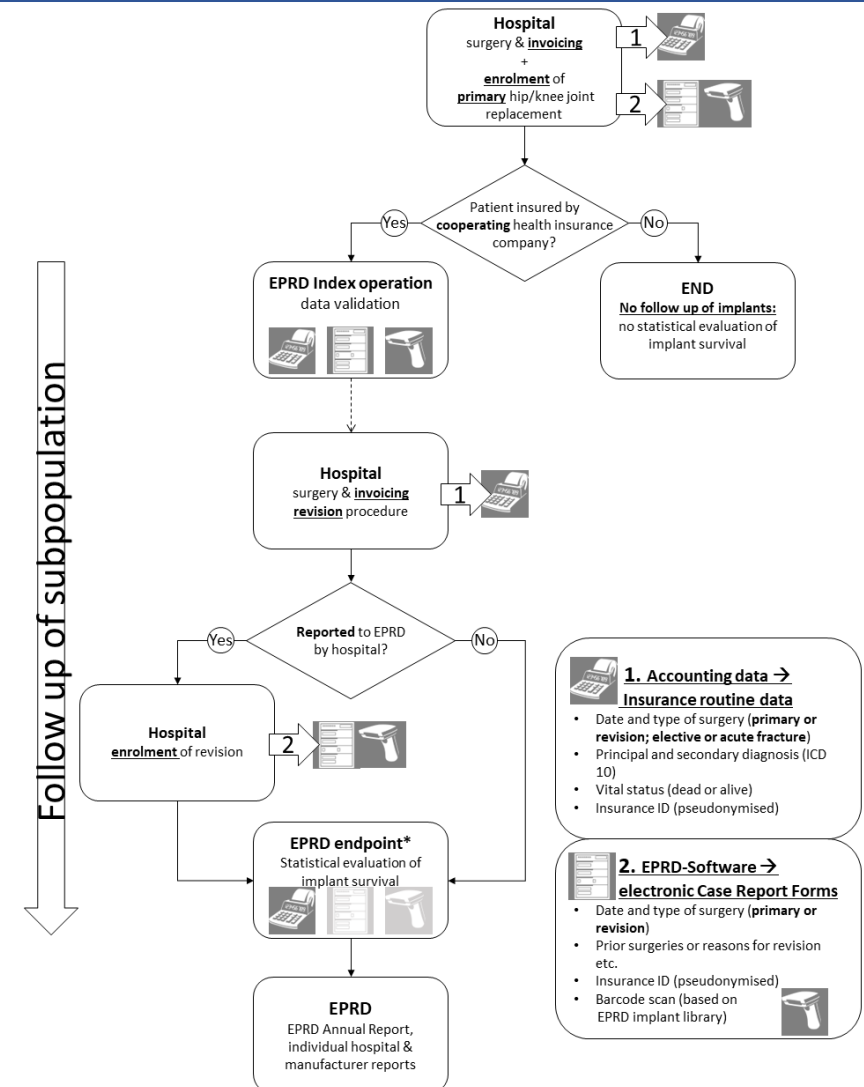 Hospital
surgery & invoicing
+
enrolment of
primary hip/knee joint
replacement
1
2
Patient insured by
cooperating health insurance
company?
Yes
No
EPRD Index operation
data validation
END
No follow up of implants:
no statistical evaluation of
implant survival
Follow up of subpopulation
Hospital
surgery & invoicing
revision procedure
1
Reported to EPRD
by hospital?
Yes
No
Hospital
enrolment of revision
2
EPRD endpoint*
Statistical evaluation of
implant survival
EPRD
EPRD Annual Report,
individual hospital &
manufacturer reports
1. Accounting data →
Insurance routine data
• Date and type of surgery (primary or
revision; elective or acute fracture)
• Principal and secondary diagnosis (ICD
10)
• Vital status (dead or alive)
• Insurance ID (pseudonymised)
2. EPRD-Software →
electronic Case Report Forms
• Date and type of surgery (primary or
revision)
• Prior surgeries or reasons for revision
etc.
• Insurance ID (pseudonymised)
• Barcode scan (based on
EPRD implant library)